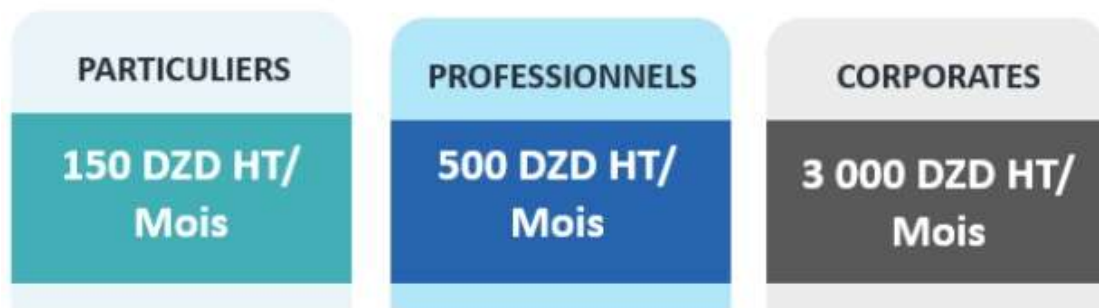 PARTICULIERS
150 DZD HT/
Mois
PROFESSIONNELS
500 DZD HT/
Mois
CORPORATES
3 000 DZD HT/
Mois